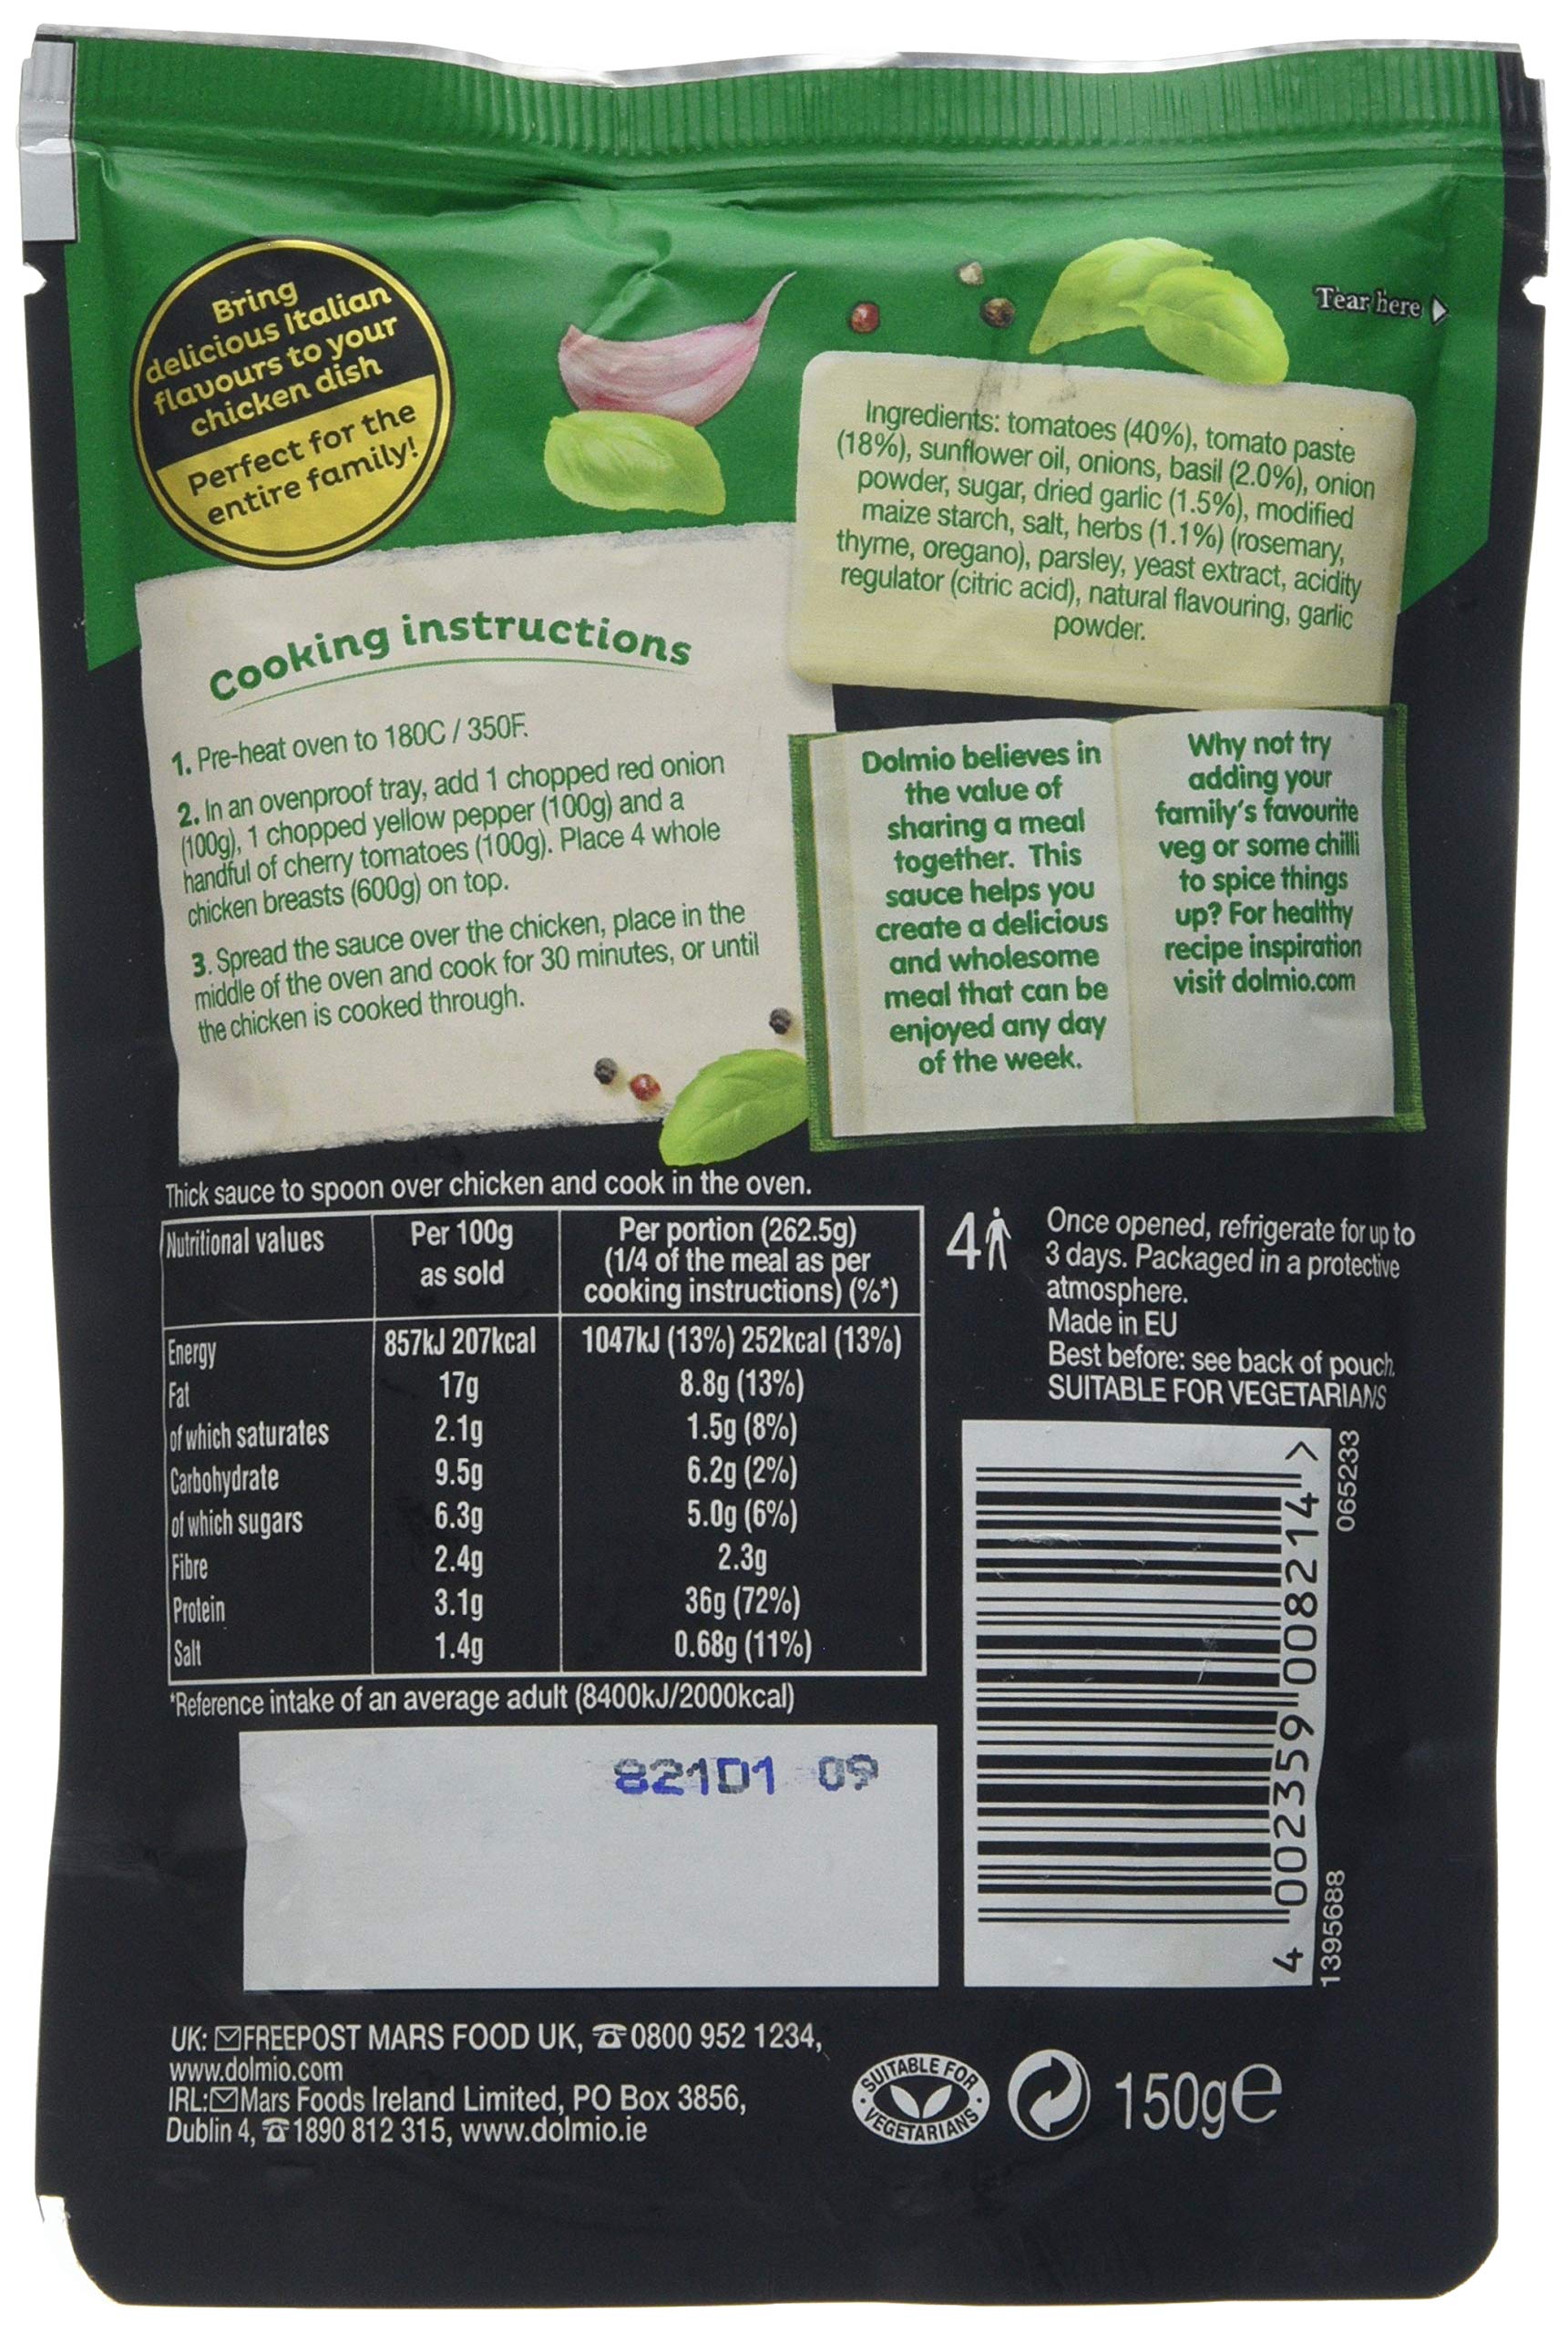 Tear here
Bring
delicious Italian
flavours to your
chicken dish
Perfect for the
entire family!
Ingredients: tomatoes (40%), tomato paste
(18%), sunflower oil, onions, basil (2.0%), onion
powder, sugar, dried garlic (1.5%), modified
maize starch, salt, herbs (1.1%) (rosemary,
thyme, oregano), parsley, yeast extract, acidity
regulator (citric acid), natural flavouring, garlic
powder.
Cooking instructions
1. Pre-heat oven to 180C / 350F.
2. In an ovenproof tray, add 1 chopped red onion
(100g), 1 chopped yellow pepper (100g) and a
handful of cherry tomatoes (100g). Place 4 whole
chicken breasts (600g) on top.
3. Spread the sauce over the chicken, place in the
middle of the oven and cook for 30 minutes, or until
the chicken is cooked through.
Dolmio believes in
the value of
sharing a meal
together. This
sauce helps you
create a delicious
and wholesome
meal that can be
enjoyed any day
of the week.
Why not try
adding your
family's favourite
veg or some chilli
to spice things
up? For healthy
recipe inspiration
visit dolmio.com
Thick sauce to spoon over chicken and cook in the oven.
Nutritional values Per 100g as sold Per portion (262.5g) (1/4 of the meal as per cooking instructions) (%*)
Energy 857kJ 207kcal 1047kJ (13%) 252kcal (13%)
Fat 17g 8.8g (13%)
of which saturates 2.1g 1.5g (8%)
Carbohydrate 9.5g 6.2g (2%)
of which sugars 6.3g 5.0g (6%)
Fibre 2.4g 2.3g
Protein 3.1g 36g (72%)
Salt 1.4g 0.68g (11%)
*Reference intake of an average adult (8400kJ/2000kcal)
4
Once opened, refrigerate for up to
3 days. Packaged in a protective
atmosphere.
Made in EU
Best before: see back of pouch.
SUITABLE FOR VEGETARIANS
065233
4 002359 008214 >
1395688
821D1 09
UK: FREEPOST MARS FOOD UK, 0800 952 1234,
www.dolmio.com
IRL: Mars Foods Ireland Limited, PO Box 3856,
Dublin 4, 1890 812 315, www.dolmio.ie
SUITABLE FOR VEGETARIANS
150g e